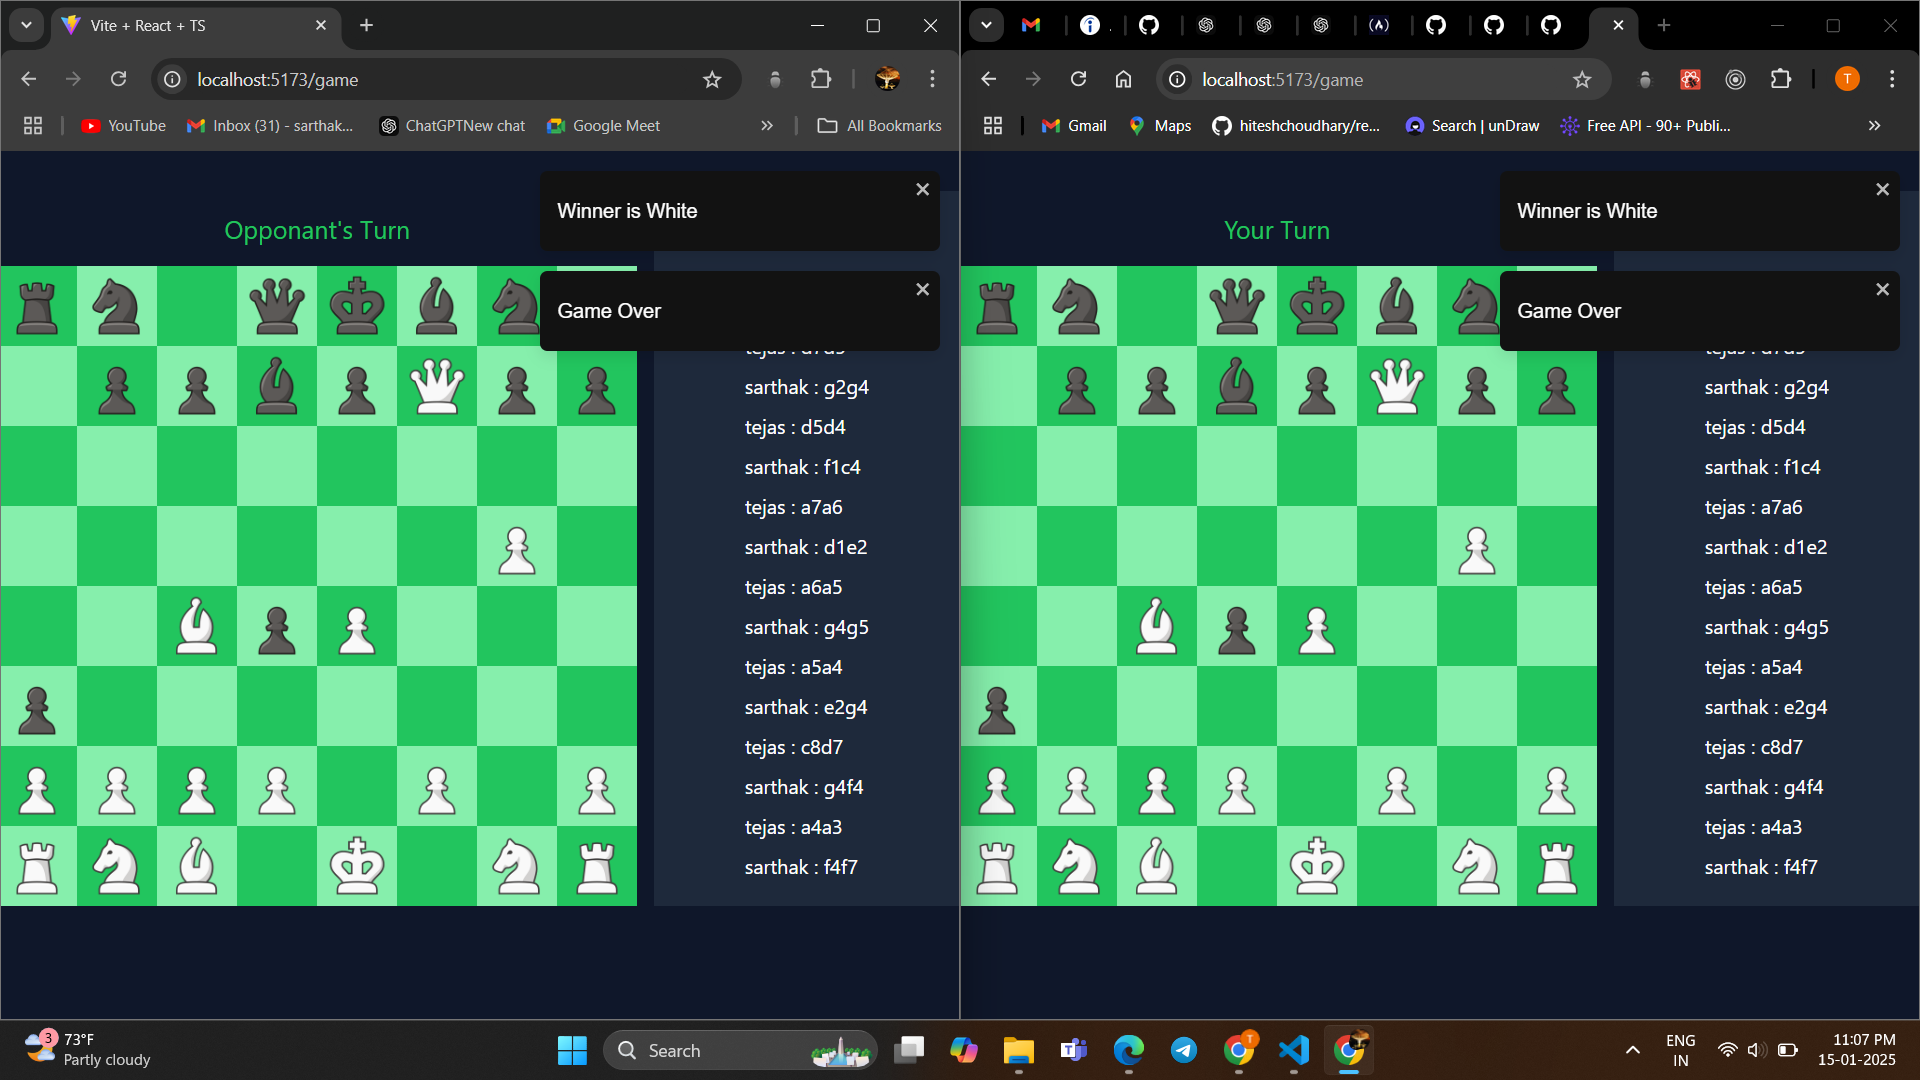 Vite + React + TS
localhost:5173/game
YouTube
Inbox (31) - sarthak...
ChatGPTNew chat
Google Meet
All Bookmarks
Opponant's Turn
Winner is White
Game Over
sarthak : g2g4
tejas : d5d4
sarthak : f1c4
tejas : a7a6
sarthak : d1e2
tejas : a6a5
sarthak : g4g5
tejas : a5a4
sarthak : e2g4
tejas : c8d7
sarthak : g4f4
tejas : a4a3
sarthak : f4f7
localhost:5173/game
T
Gmail
Maps
hiteshchoudhary/re...
Search | unDraw
Free API - 90+ Publi...
Your Turn
Winner is White
Game Over
sarthak : g2g4
tejas : d5d4
sarthak : f1c4
tejas : a7a6
sarthak : d1e2
tejas : a6a5
sarthak : g4g5
tejas : a5a4
sarthak : e2g4
tejas : c8d7
sarthak : g4f4
tejas : a4a3
sarthak : f4f7
3
73°F
Partly cloudy
Search
T
ENG
IN
11:07 PM
15-01-2025